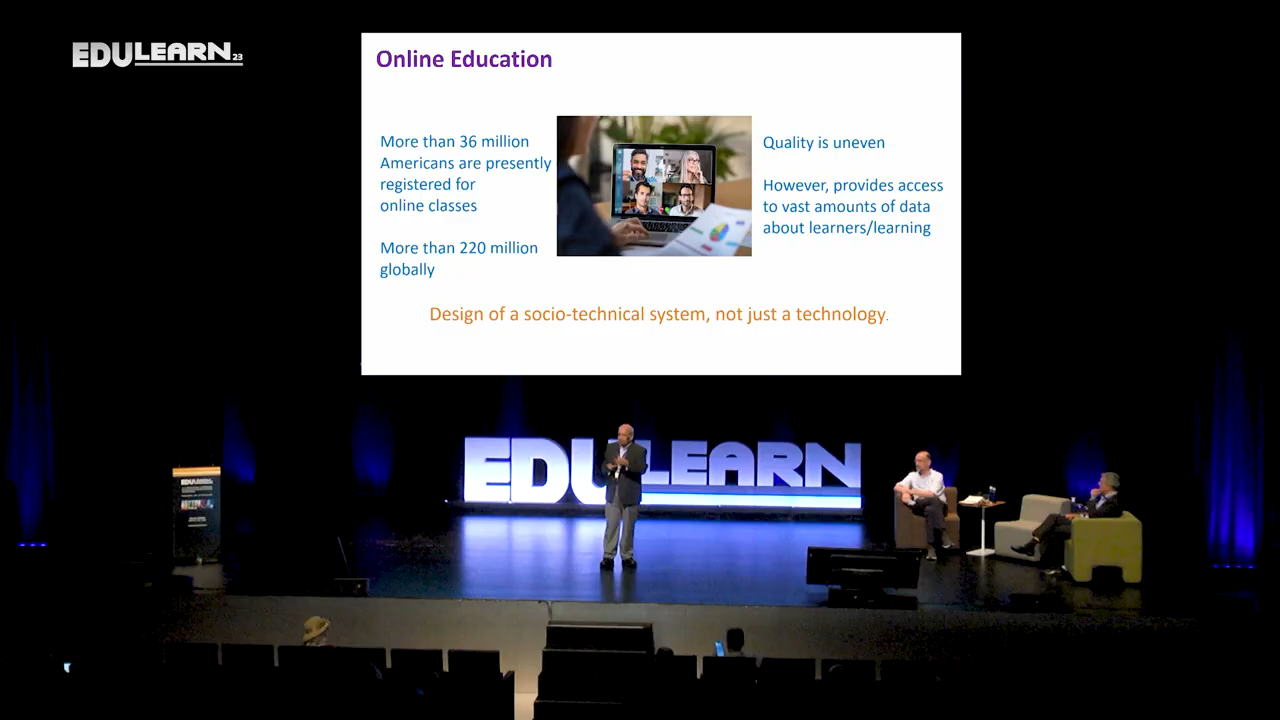 EDULEARN23
Online Education
More than 36 million
Americans are presently
registered for
online classes
More than 220 million
globally
Quality is uneven
However, provides access
to vast amounts of data
about learners/learning
Design of a socio-technical system, not just a technology.
EDULEARN
EDULEARN